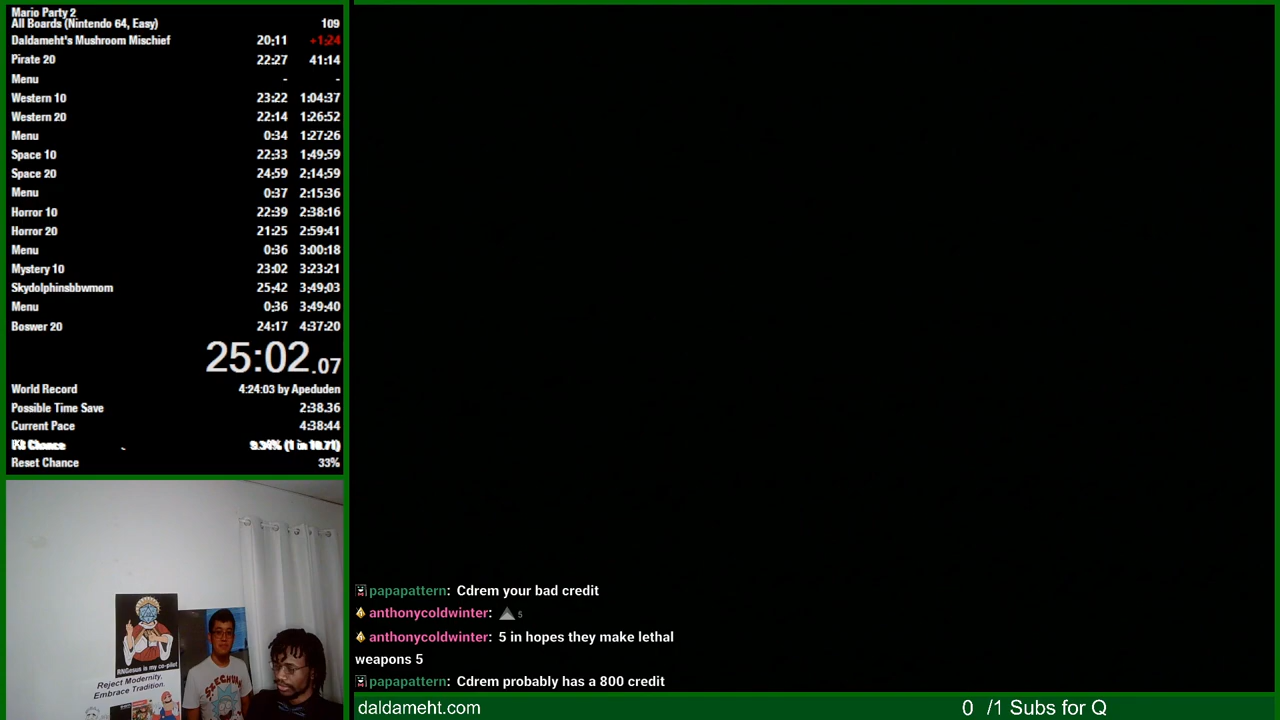 Mario Party 2
All Boards (Nintendo 64, Easy) 109
Daldameht's Mushroom Mischief 20:11 +1:24
Pirate 20 22:27 41:14
Menu - -
Western 10 23:22 1:04:37
Western 20 22:14 1:26:52
Menu 0:34 1:27:26
Space 10 22:33 1:49:59
Space 20 24:59 2:14:59
Menu 0:37 2:15:36
Horror 10 22:39 2:38:16
Horror 20 21:25 2:59:41
Menu 0:36 3:00:18
Mystery 10 23:02 3:23:21
Skydolphinsbbwmom 25:42 3:49:03
Menu 0:36 3:49:40
Boswer 20 24:17 4:37:20
25:02.07
World Record 4:24:03 by Apeduden
Possible Time Save 2:38.36
Current Pace 4:38:44
Chance
Reset Chance 33%
RNGesus is my co-pilot
Reject Modernity,
Embrace Tradition.
papapattern: Cdrem your bad credit
anthonycoldwinter: 5
anthonycoldwinter: 5 in hopes they make lethal
weapons 5
papapattern: Cdrem probably has a 800 credit
daldameht.com 0 /1 Subs for Q